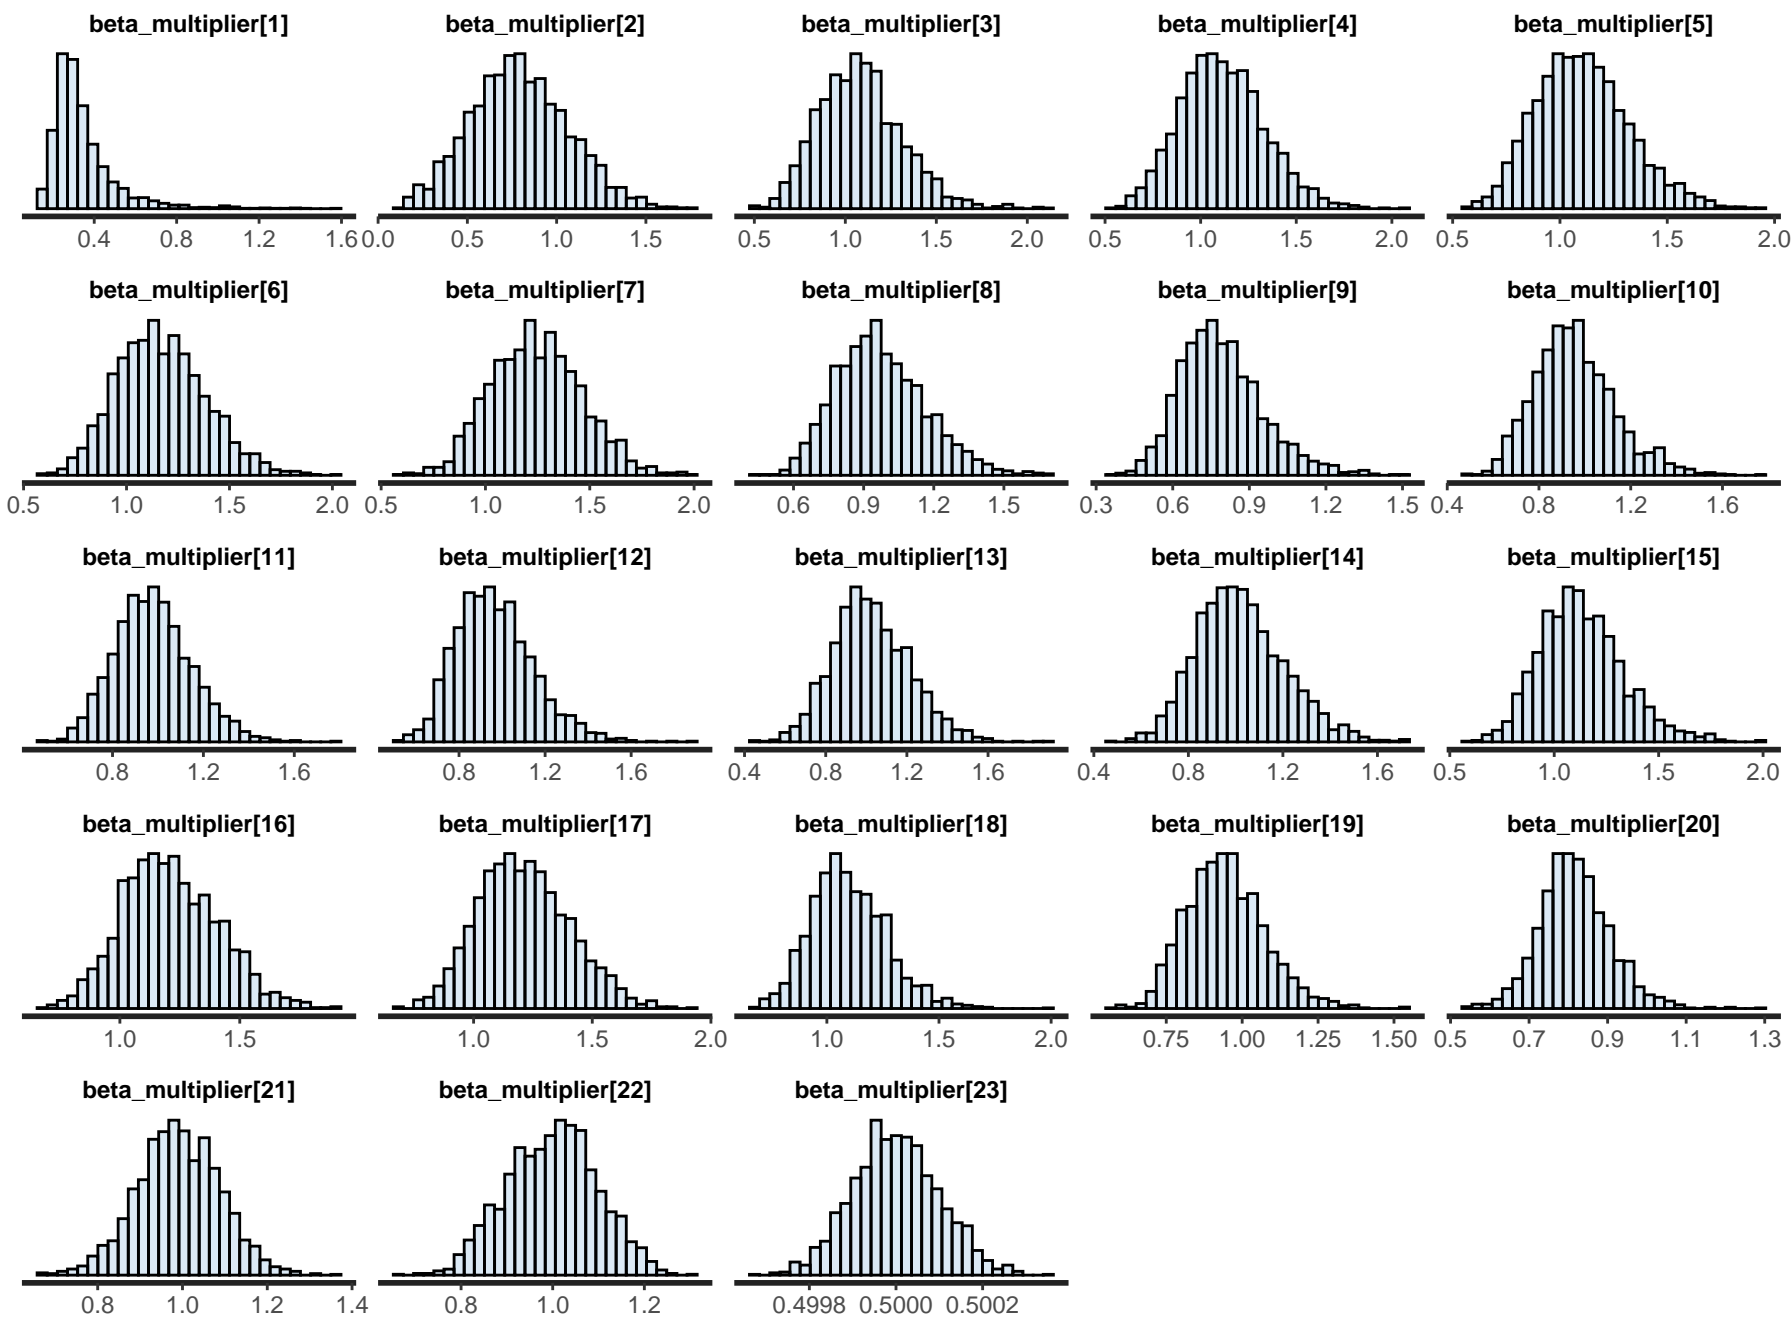 beta_multiplier[1] beta_multiplier[2] beta_multiplier[3] beta_multiplier[4] beta_multiplier[5]
0.4 0.8 1.2 1.6 0.0 0.5 1.0 1.5 0.5 1.0 1.5 2.0 0.5 1.0 1.5 2.0 0.5 1.0 1.5 2.0
beta_multiplier[6] beta_multiplier[7] beta_multiplier[8] beta_multiplier[9] beta_multiplier[10]
0.5 1.0 1.5 2.0 0.5 1.0 1.5 2.0 0.6 0.9 1.2 1.5 0.3 0.6 0.9 1.2 1.5 0.4 0.8 1.2 1.6
beta_multiplier[11] beta_multiplier[12] beta_multiplier[13] beta_multiplier[14] beta_multiplier[15]
0.8 1.2 1.6 0.8 1.2 1.6 0.4 0.8 1.2 1.6 0.4 0.8 1.2 1.6 0.5 1.0 1.5 2.0
beta_multiplier[16] beta_multiplier[17] beta_multiplier[18] beta_multiplier[19] beta_multiplier[20]
1.0 1.5 1.0 1.5 2.0 1.0 1.5 2.0 0.75 1.00 1.25 1.50 0.5 0.7 0.9 1.1 1.3
beta_multiplier[21] beta_multiplier[22] beta_multiplier[23]
0.8 1.0 1.2 1.4 0.8 1.0 1.2 0.4998 0.5000 0.5002